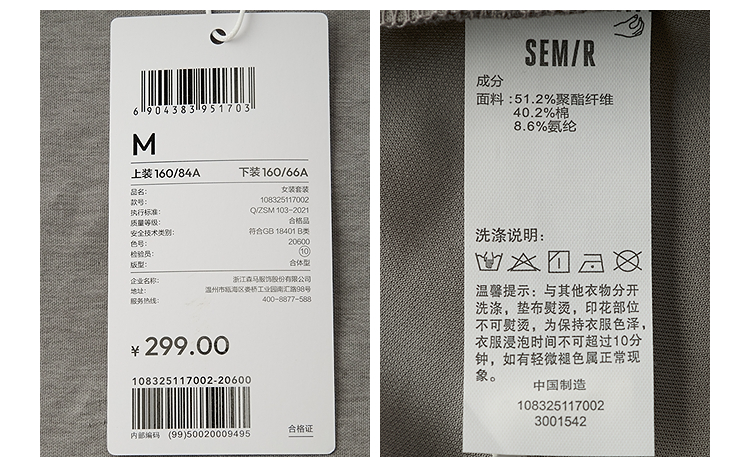 6 904383 951703
M
上装 160/84A 下装 160/66A
品名： 女装套装
款号： 108325117002
执行标准： Q/ZSM 103-2021
质量等级： 合格品
安全技术类别： 符合GB 18401 B类
色号： 20600
检验员： 10
版型： 合体型
企业名称： 浙江森马服饰股份有限公司
地址： 温州市瓯海区娄桥工业园南汇路98号
服务热线： 400-8877-588
¥ 299.00
108325117002-20600
内部编码 (99)50020009495
合格证
SEM/R
成分
面料：51.2%聚酯纤维
40.2%棉
8.6%氨纶
洗涤说明：
温馨提示：与其他衣物分开
洗涤，垫布熨烫，印花部位
不可熨烫，为保持衣服色泽，
衣服浸泡时间不可超过10分
钟，如有轻微褪色属正常现
象。
中国制造
108325117002
3001542